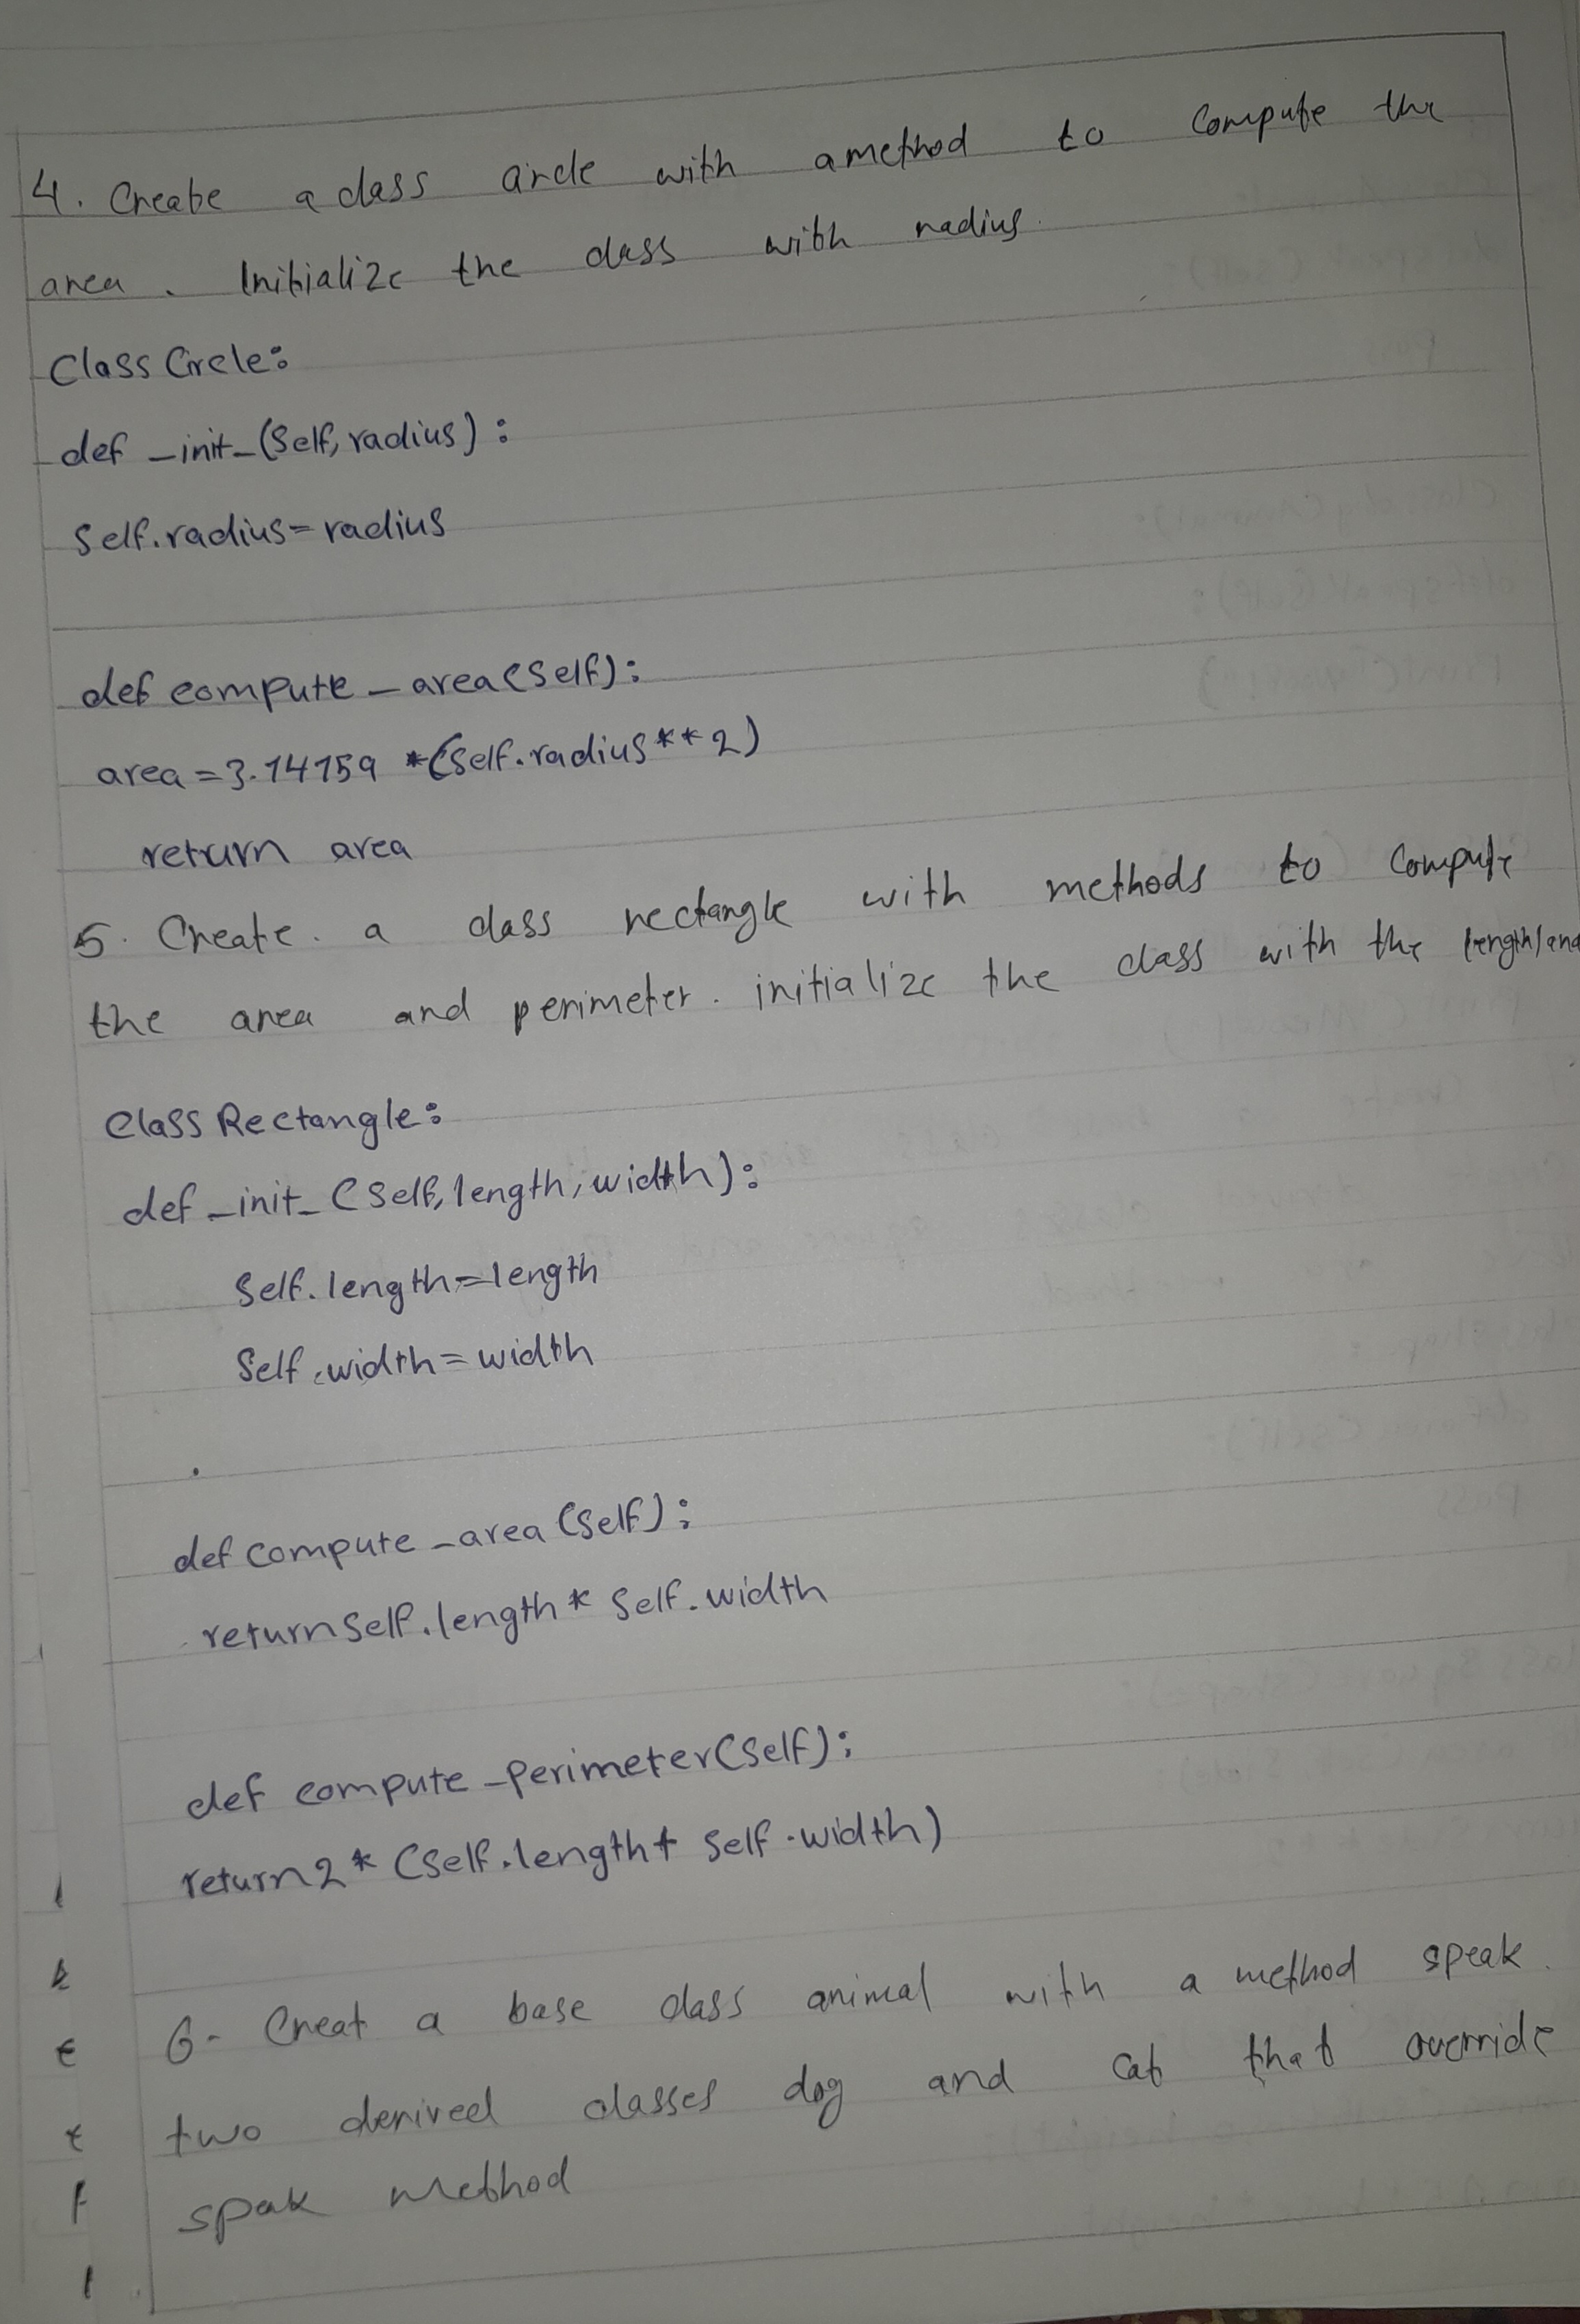 4. Create a class circle with a method to compute the
area. Initialize the class with radius.
Class Circle:
def _init_(Self, radius):
Self.radius=radius
def compute_area(Self):
area=3.14159 *(Self.radius**2)
return area
5. Create. a class rectangle with methods to compute
the area and perimeter. initialize the class with the length/and
Class Rectangle:
def _init_(Self, length, width):
Self.length=length
Self.width=width
def compute_area(Self):
return Self.length* Self.width
def compute_perimeter(Self):
return 2*(Self.length+ Self.width)
6- Creat a base class animal with a method speak.
two derived classes dog and cat that override
spak method